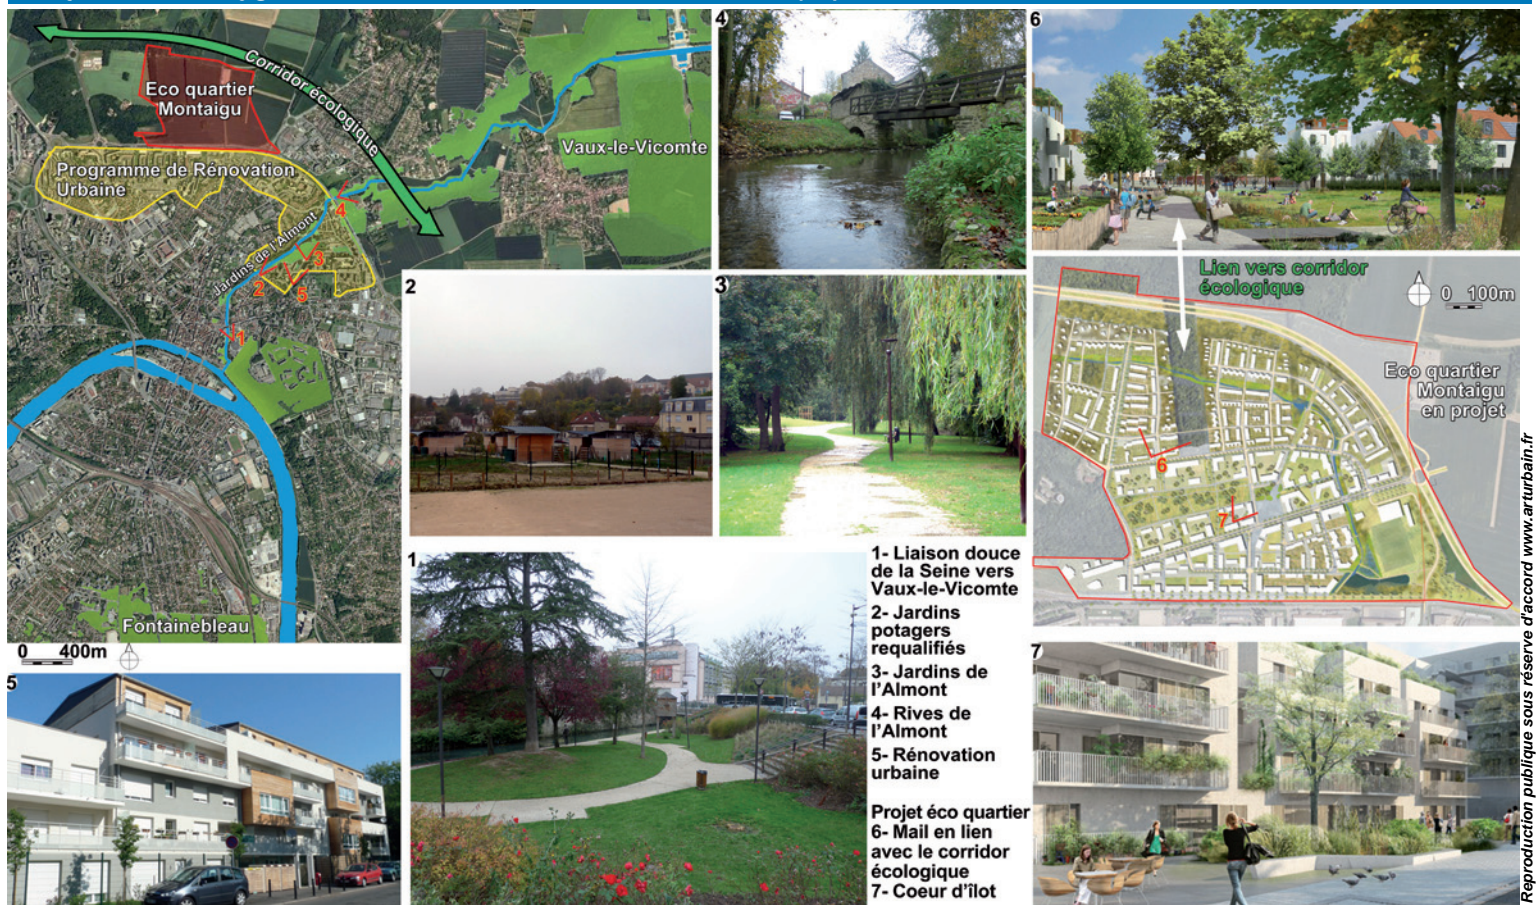 Corridor écologique
Eco quartier
Montaigu
Vaux-le-Vicomte
Programme de Rénovation
Urbaine
Jardins de l'Almont
4
3
2
5
1
Fontainebleau
0 400m
4
2
3
1
5
1- Liaison douce
de la Seine vers
Vaux-le-Vicomte
2- Jardins
potagers
requalifiés
3- Jardins de
l'Almont
4- Rives de
l'Almont
5- Rénovation
urbaine
Projet éco quartier
6- Mail en lien
avec le corridor
écologique
7- Coeur d'îlot
6
Lien vers corridor
écologique
0 100m
Eco quartier
Montaigu
en projet
6
7
7
Reproduction publique sous réserve d'accord www.arturbain.fr